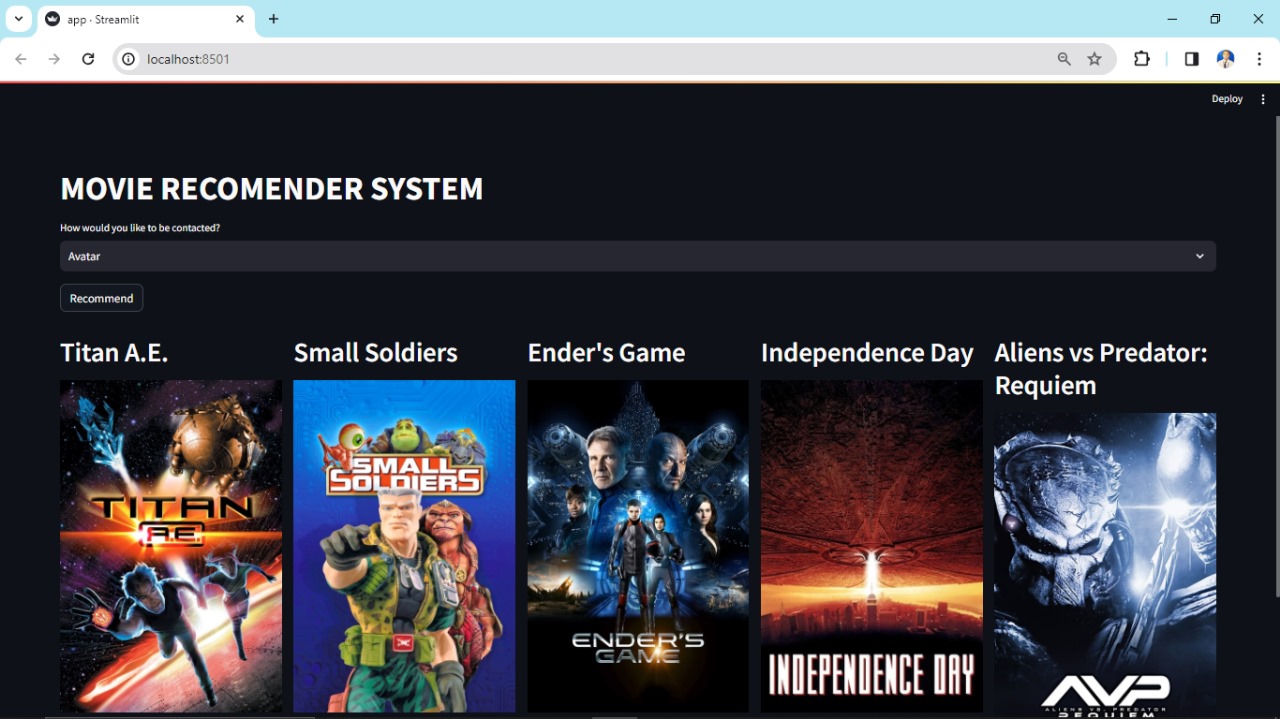 app · Streamlit
localhost:8501
Deploy
MOVIE RECOMENDER SYSTEM
How would you like to be contacted?
Avatar
Recommend
Titan A.E.
Small Soldiers
Ender's Game
Independence Day
Aliens vs Predator:
Requiem
TITAN
A.E.
SMALL
SOLDIERS
ENDER'S
GAME
INDEPENDENCE DAY
AVP
ALIENS VS. PREDATOR
REQUIEM